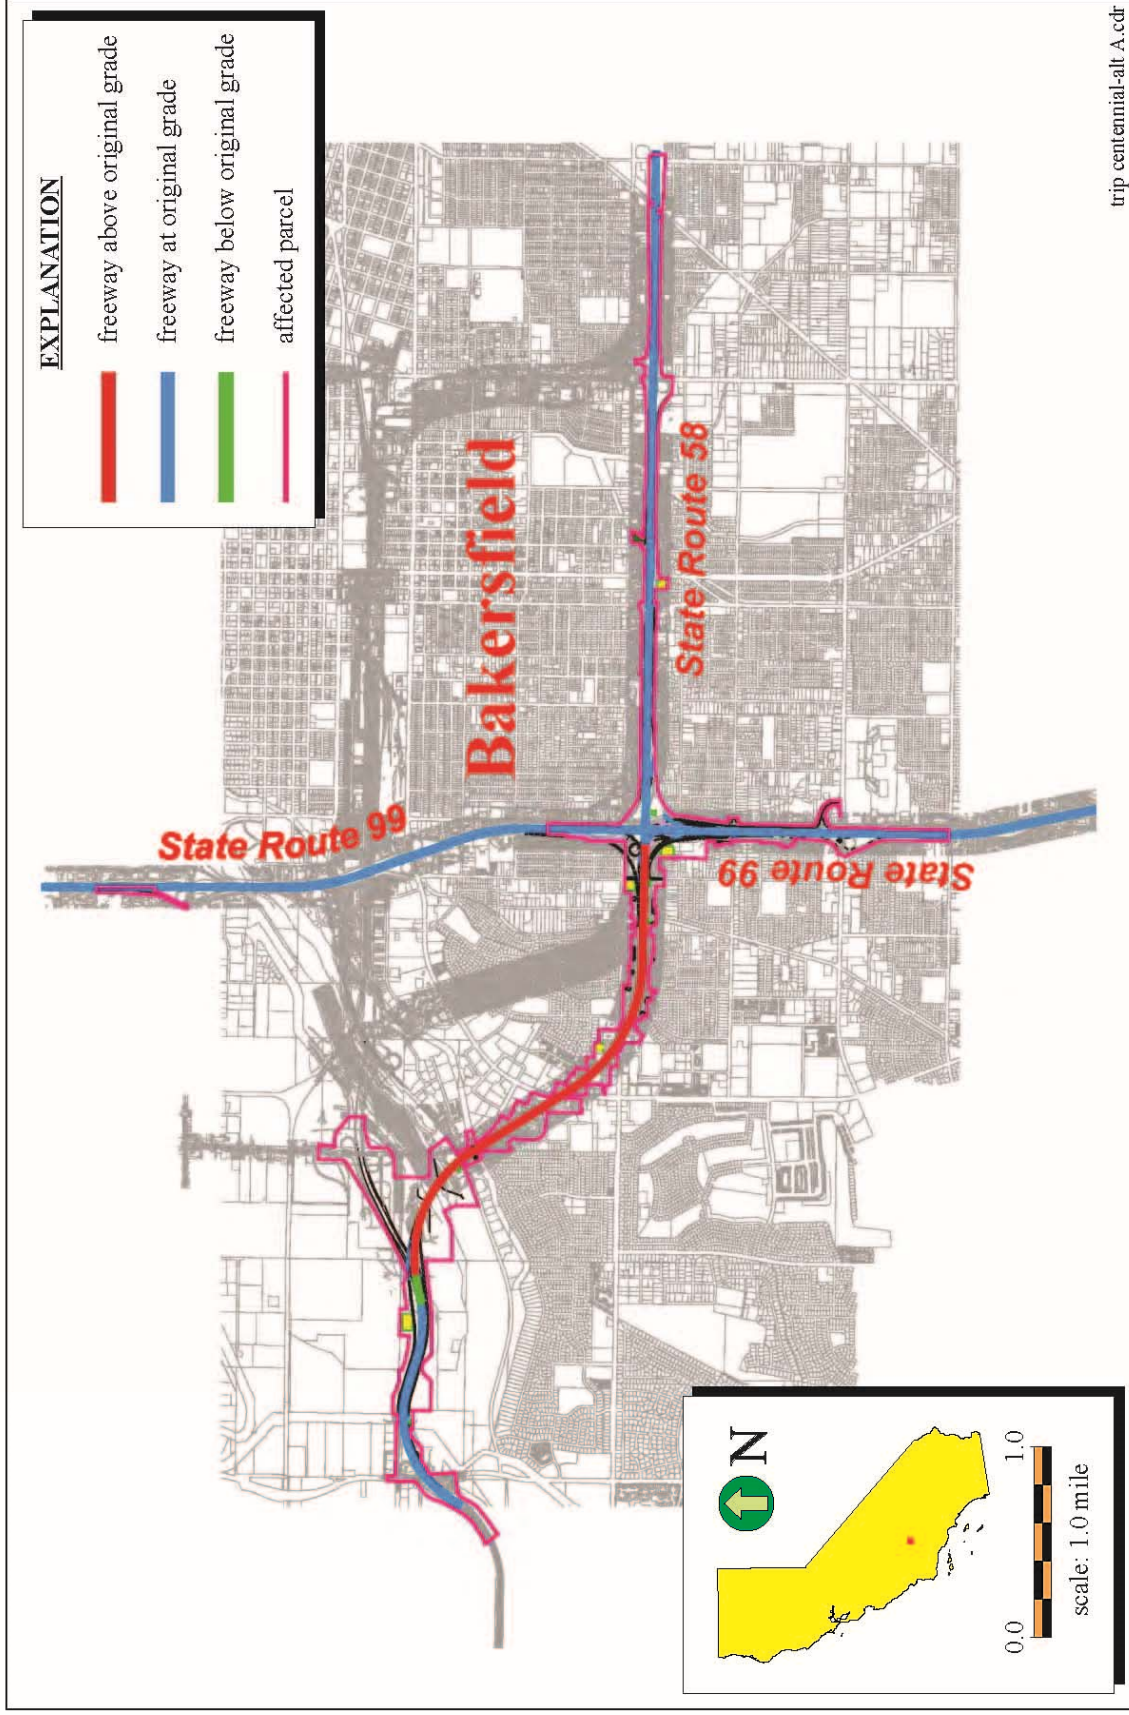 EXPLANATION
freeway above original grade
freeway at original grade
freeway below original grade
affected parcel
State Route 99
Bakersfield
State Route 58
State Route 99
N
0.0
1.0
scale: 1.0 mile
trip centennial-alt A.cdr